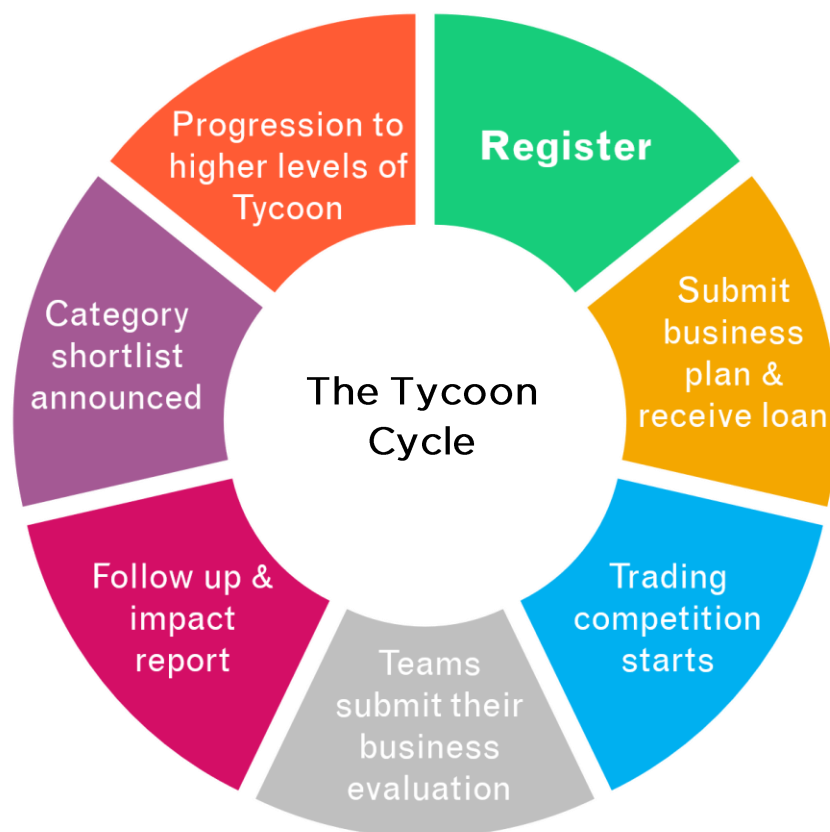 The Tycoon
Cycle
Register
Submit
business
plan &
receive loan
Trading
competition
starts
Teams
submit their
business
evaluation
Follow up &
impact
report
Category
shortlist
announced
Progression to
higher levels of
Tycoon